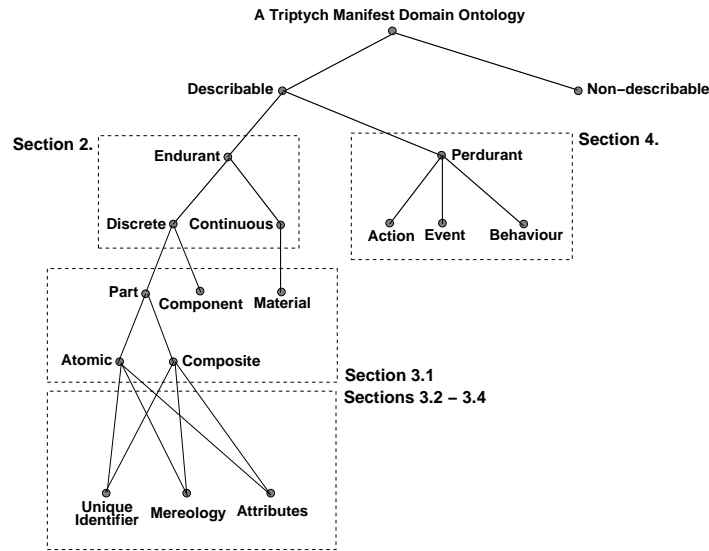 A Triptych Manifest Domain Ontology
Describable
Non−describable
Section 2.
Section 4.
Endurant
Perdurant
Discrete
Continuous
Action
Event
Behaviour
Part
Component
Material
Atomic
Composite
Section 3.1
Sections 3.2 − 3.4
Unique
Identifier
Mereology
Attributes